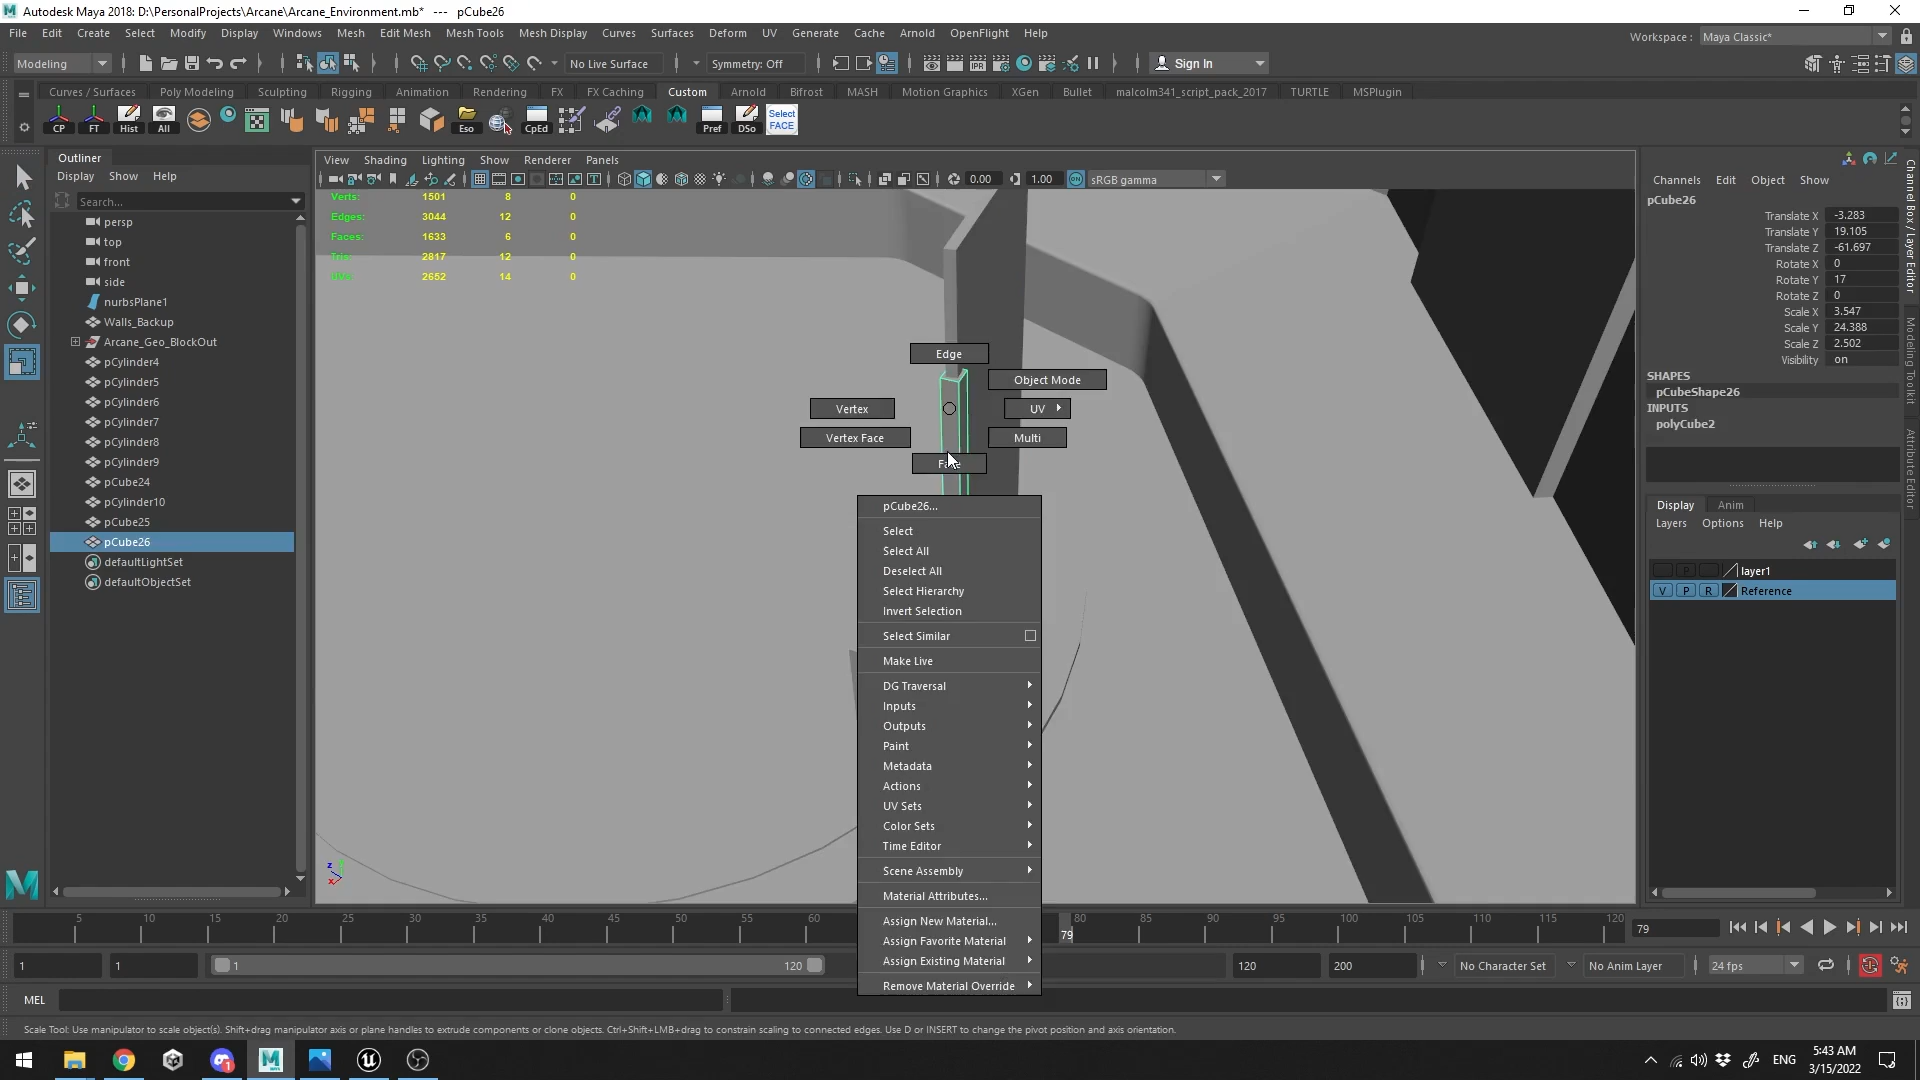 Autodesk Maya 2018: D:\PersonalProjects\Arcane\Arcane_Environment.mb* --- pCube26
File Edit Create Select Modify Display Windows Mesh Edit Mesh Mesh Tools Mesh Display Curves Surfaces Deform UV Generate Cache Arnold OpenFlight Help
Workspace : Maya Classic*
Modeling No Live Surface Symmetry: Off Sign In
Curves / Surfaces Poly Modeling Sculpting Rigging Animation Rendering FX FX Caching Custom Arnold Bifrost MASH Motion Graphics XGen Bullet malcolm341_script_pack_2017 TURTLE MSPlugin
CP FT Hist All Eso CpEd Pref DSo Select FACE
Outliner
Display Show Help
Search...
persp
top
front
side
nurbsPlane1
Walls_Backup
Arcane_Geo_BlockOut
pCylinder4
pCylinder5
pCylinder6
pCylinder7
pCylinder8
pCylinder9
pCube24
pCylinder10
pCube25
pCube26
defaultLightSet
defaultObjectSet
View Shading Lighting Show Renderer Panels
0.00 1.00 ON sRGB gamma
Verts: 1501 8 0
Edges: 3044 12 0
Faces: 1633 6 0
Tris: 2817 12 0
UVs: 2652 14 0
Edge
Object Mode
Vertex
UV
Vertex Face
Multi
pCube26...
Select
Select All
Deselect All
Select Hierarchy
Invert Selection
Select Similar
Make Live
DG Traversal
Inputs
Outputs
Paint
Metadata
Actions
UV Sets
Color Sets
Time Editor
Scene Assembly
Material Attributes...
Assign New Material...
Assign Favorite Material
Assign Existing Material
Remove Material Override
z
x
Channels Edit Object Show
pCube26
Translate X -3.283
Translate Y 19.105
Translate Z -61.697
Rotate X 0
Rotate Y 17
Rotate Z 0
Scale X 3.547
Scale Y 24.388
Scale Z 2.502
Visibility on
SHAPES
pCubeShape26
INPUTS
polyCube2
Display Anim
Layers Options Help
P layer1
V P R Reference
Channel Box / Layer Editor
Modeling Toolkit
Attribute Editor
5 10 15 20 25 30 35 40 45 50 55 60 79 80 85 90 95 100 105 110 115 120
79
1 1 1 120 120 200 No Character Set No Anim Layer 24 fps
MEL
Scale Tool: Use manipulator to scale object(s). Shift+drag manipulator axis or plane handles to extrude components or clone objects. Ctrl+Shift+LMB+drag to constrain scaling to connected edges. Use D or INSERT to change the pivot position and axis orientation.
ENG
5:43 AM
3/15/2022